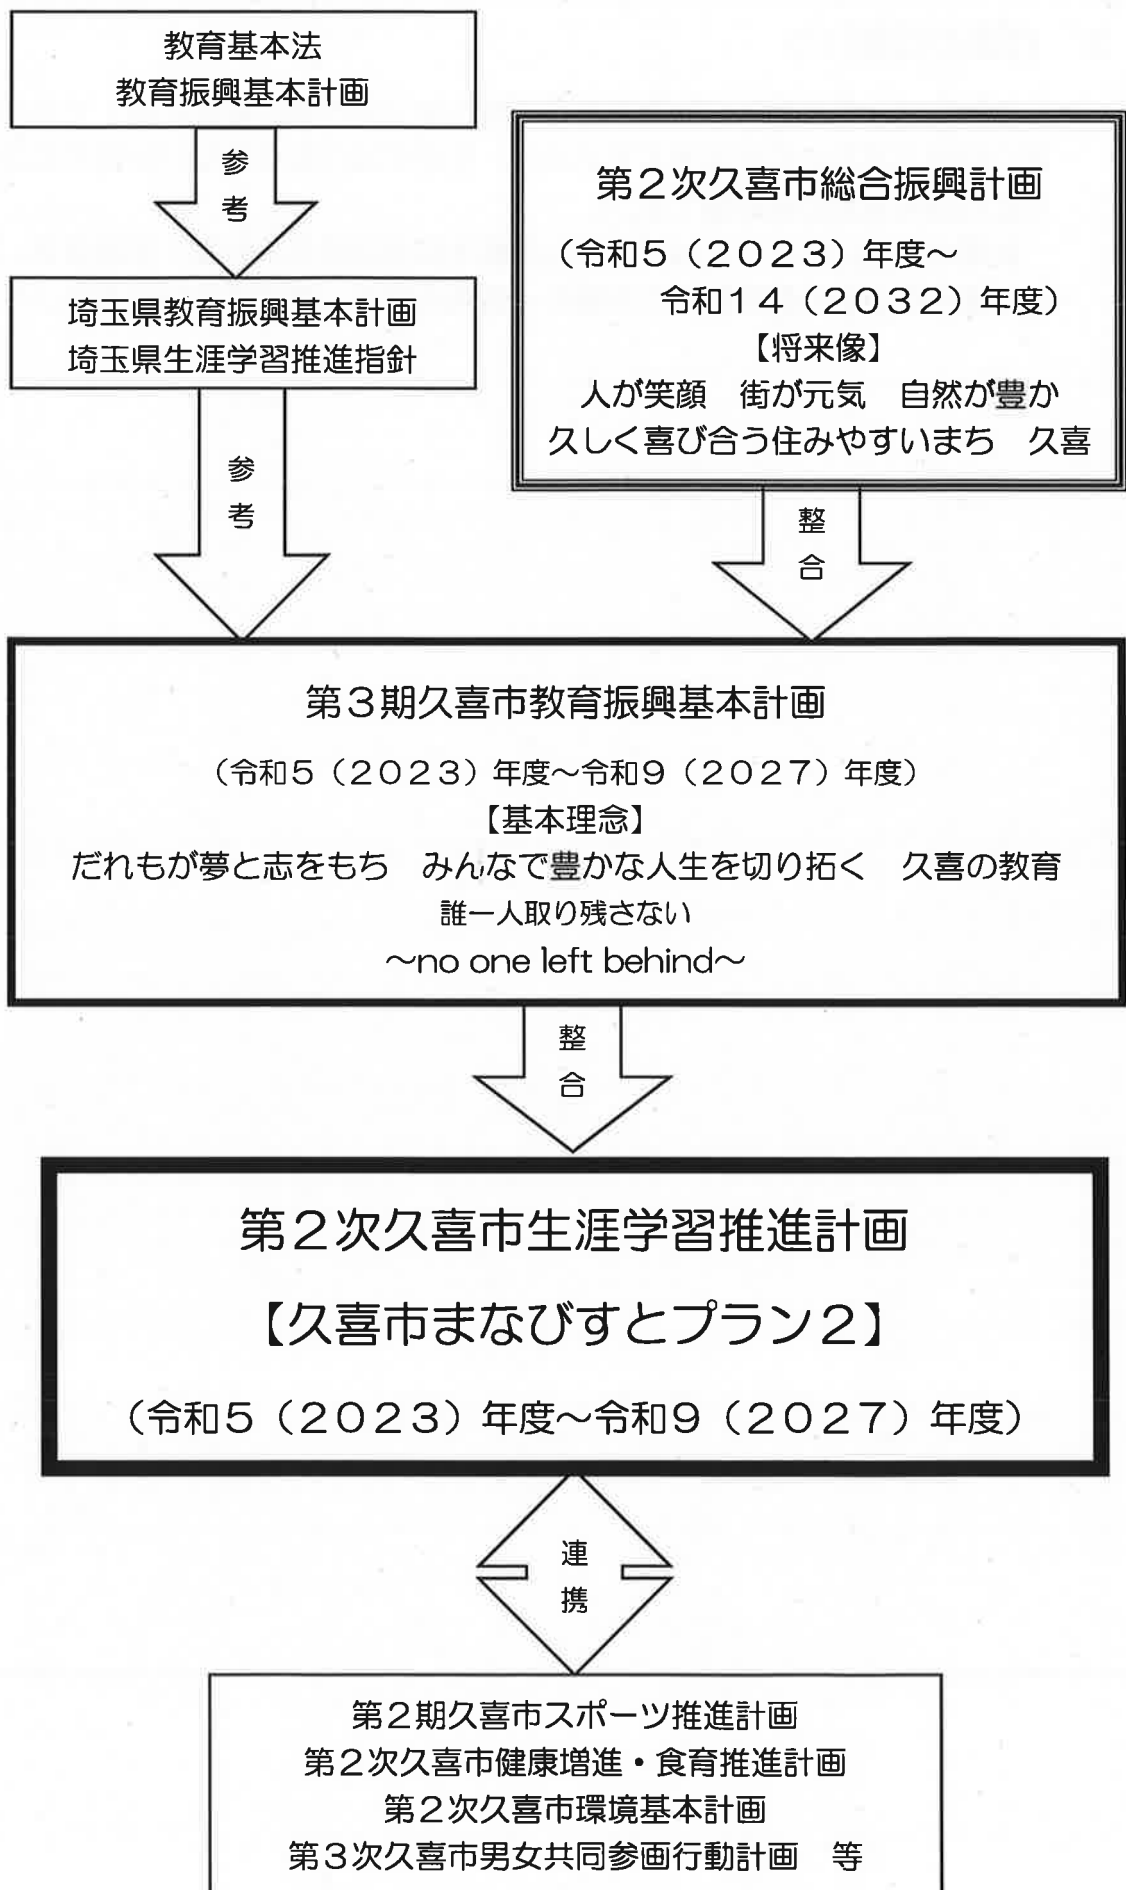 教育基本法
教育振興基本計画
参
考
埼玉県教育振興基本計画
埼玉県生涯学習推進指針
参
考
第２次久喜市総合振興計画
（令和５（２０２３）年度～
令和１４（２０３２）年度）
【将来像】
人が笑顔　街が元気　自然が豊か
久しく喜び合う住みやすいまち　久喜
整
合
第３期久喜市教育振興基本計画
（令和５（２０２３）年度～令和９（２０２７）年度）
【基本理念】
だれもが夢と志をもち　みんなで豊かな人生を切り拓く　久喜の教育
誰一人取り残さない
～no one left behind～
整
合
第２次久喜市生涯学習推進計画
【久喜市まなびすとプラン２】
（令和５（２０２３）年度～令和９（２０２７）年度）
連
携
第２期久喜市スポーツ推進計画
第２次久喜市健康増進・食育推進計画
第２次久喜市環境基本計画
第３次久喜市男女共同参画行動計画　等